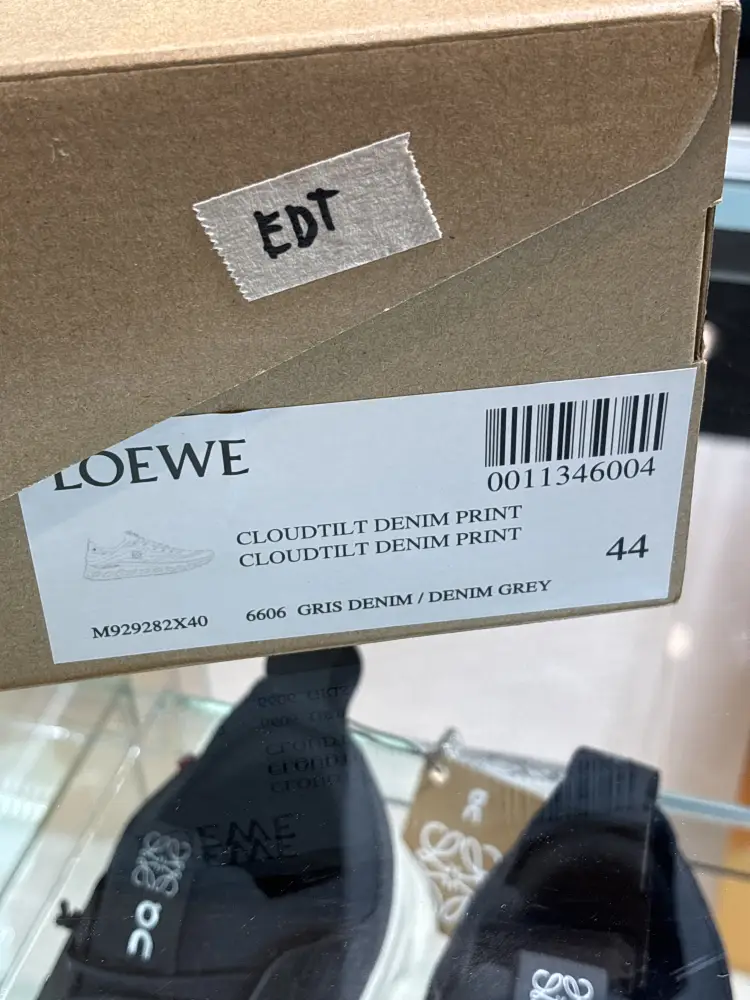 EDT
LOEWE
0011346004
CLOUDTILT DENIM PRINT
CLOUDTILT DENIM PRINT
44
M929282X40
6606 GRIS DENIM / DENIM GREY